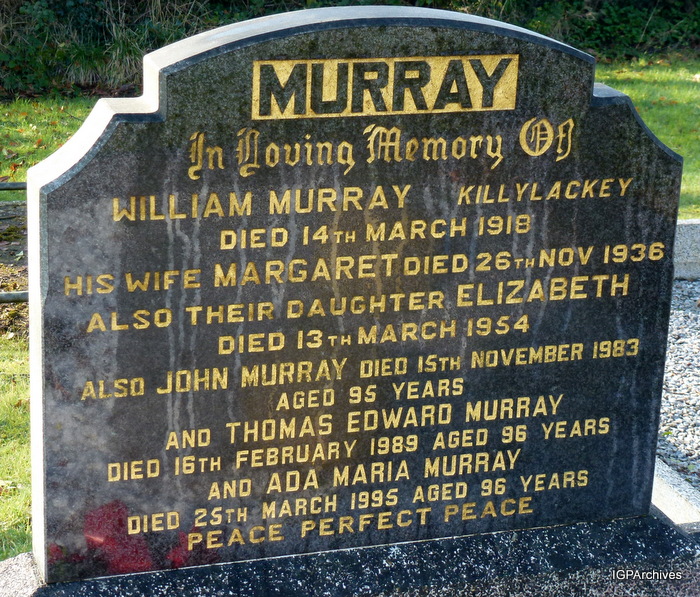 MURRAY
In Loving Memory Of
WILLIAM MURRAY KILLYLACKEY
DIED 14TH MARCH 1918
HIS WIFE MARGARET DIED 26TH NOV 1936
ALSO THEIR DAUGHTER ELIZABETH
DIED 13TH MARCH 1954
ALSO JOHN MURRAY DIED 15TH NOVEMBER 1983
AGED 95 YEARS
AND THOMAS EDWARD MURRAY
DIED 16TH FEBRUARY 1989 AGED 96 YEARS
AND ADA MARIA MURRAY
DIED 25TH MARCH 1995 AGED 96 YEARS
PEACE PERFECT PEACE
IGPArchives